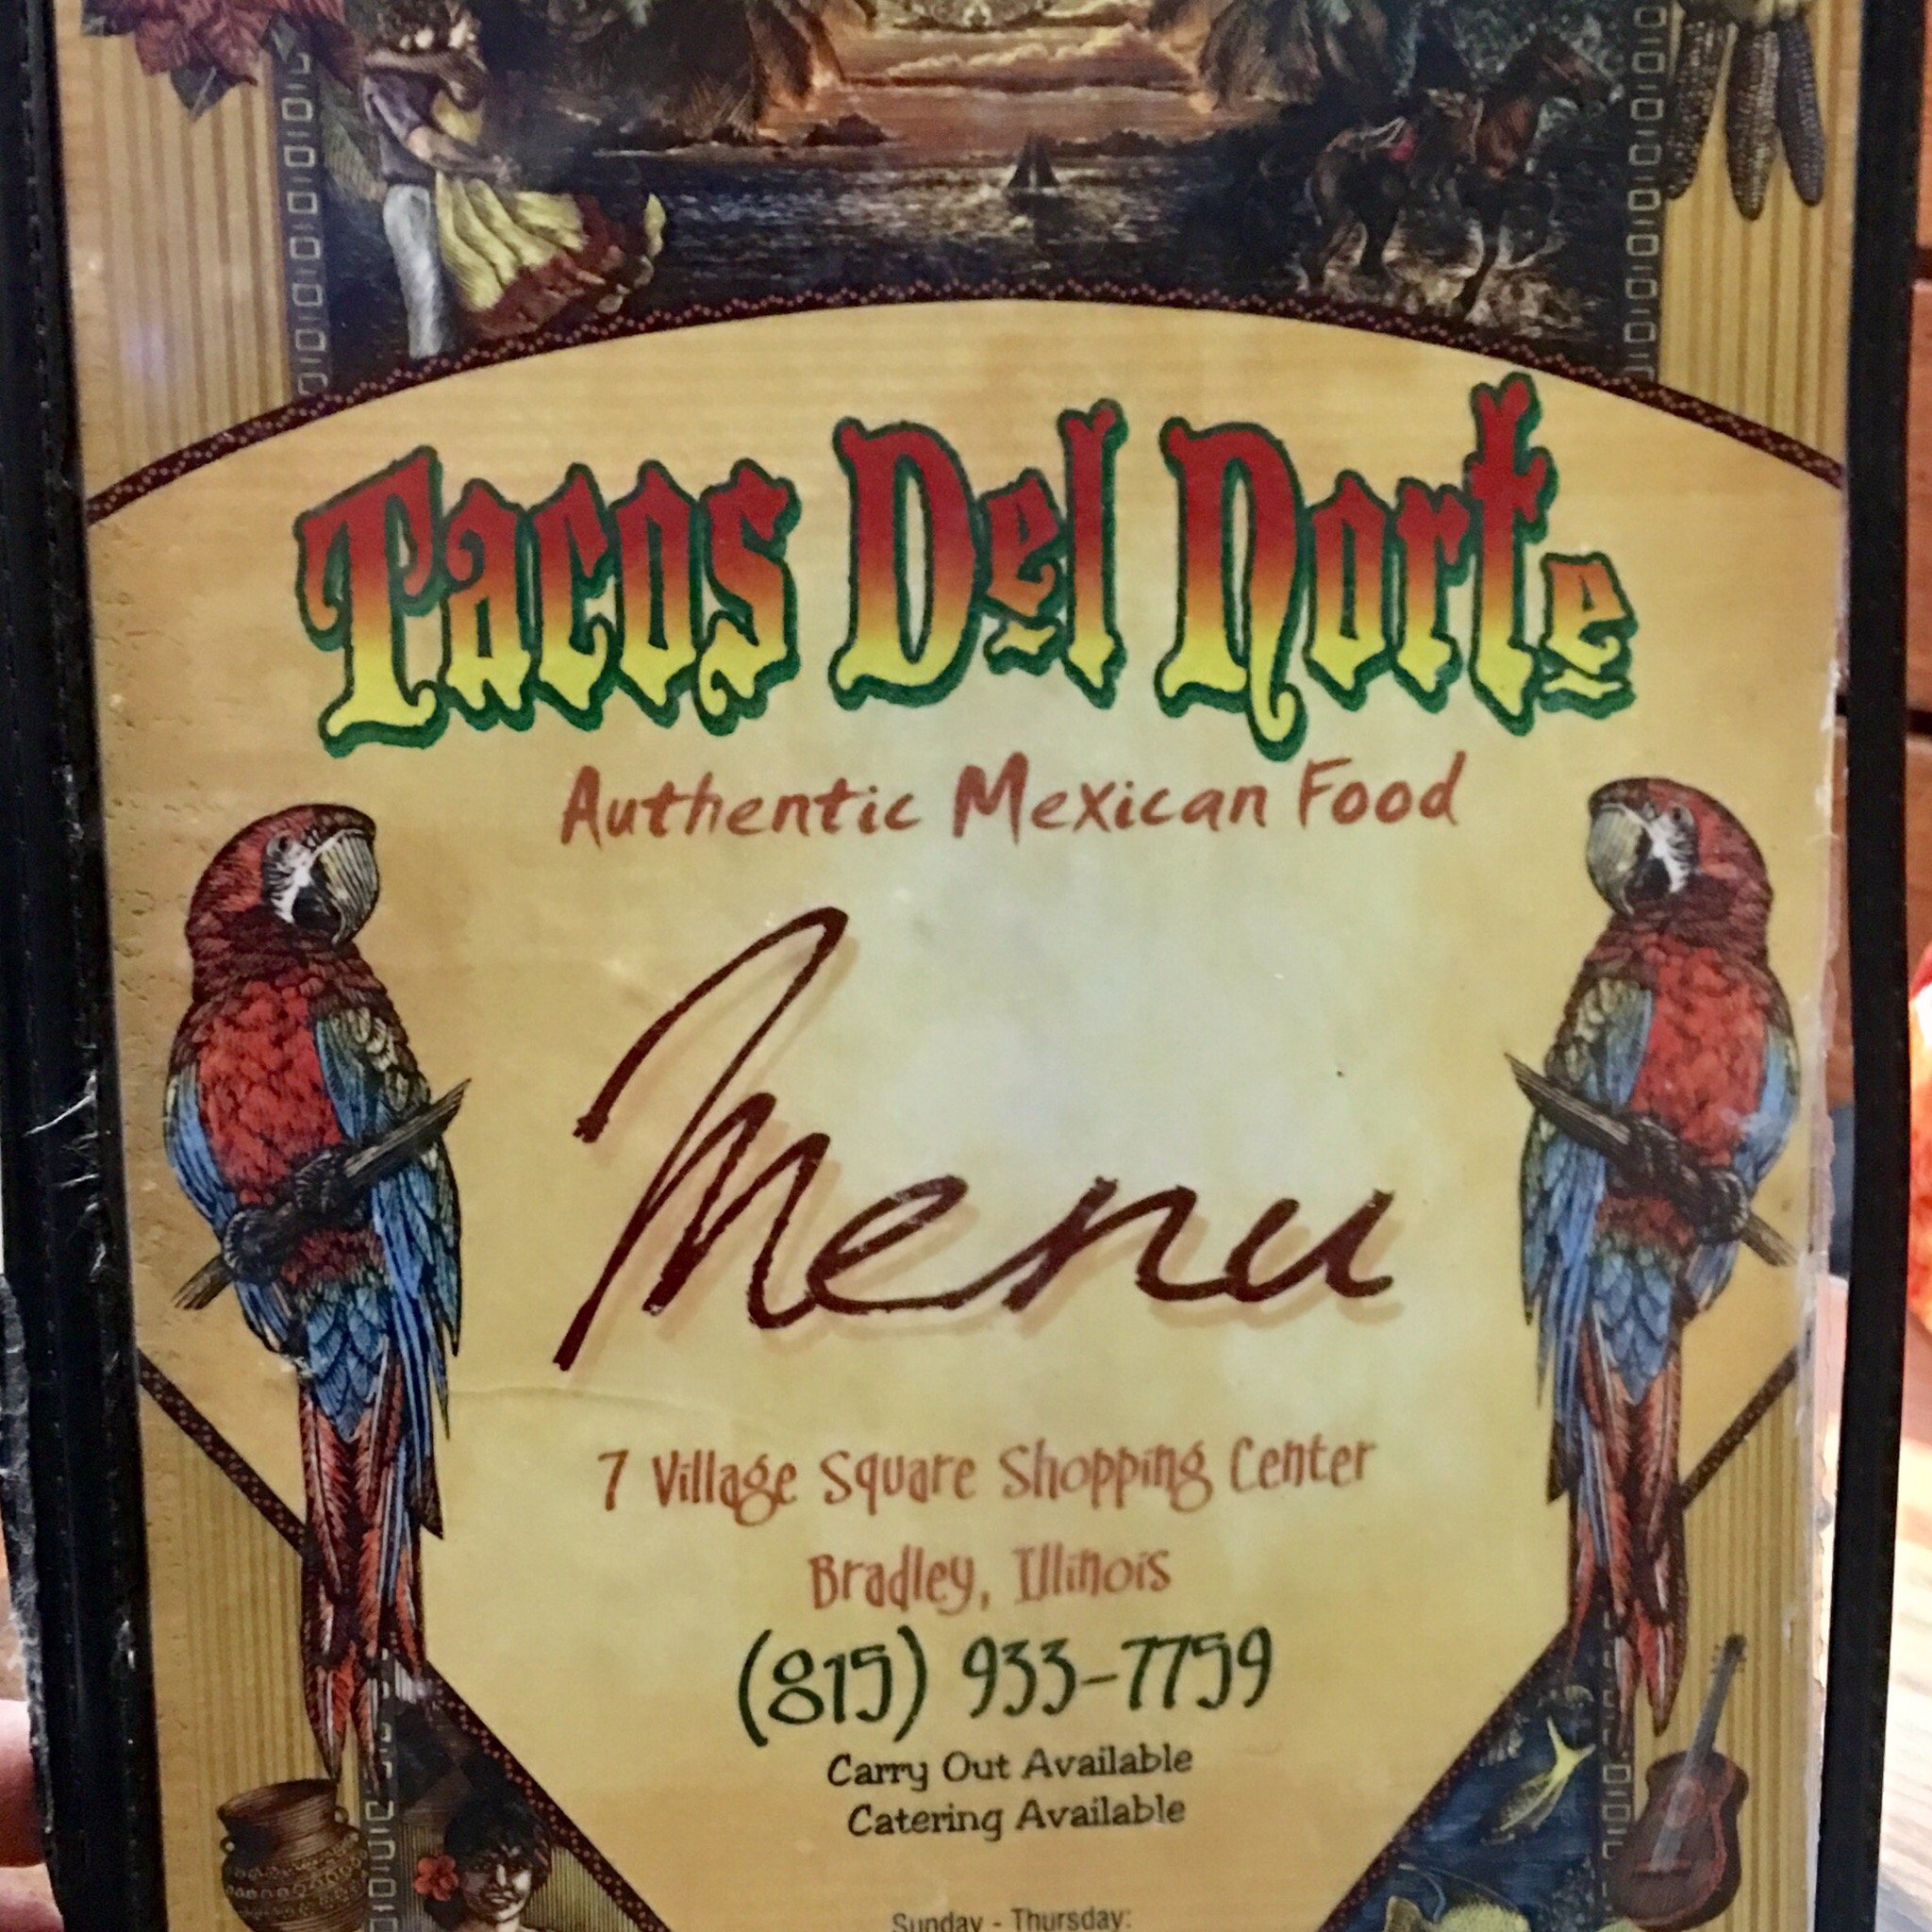 Tacos Del Norte
Authentic Mexican Food
Menu
7 Village Square Shopping Center
Bradley, Illinois
(815) 933-7759
Carry Out Available
Catering Available
Sunday - Thursday: